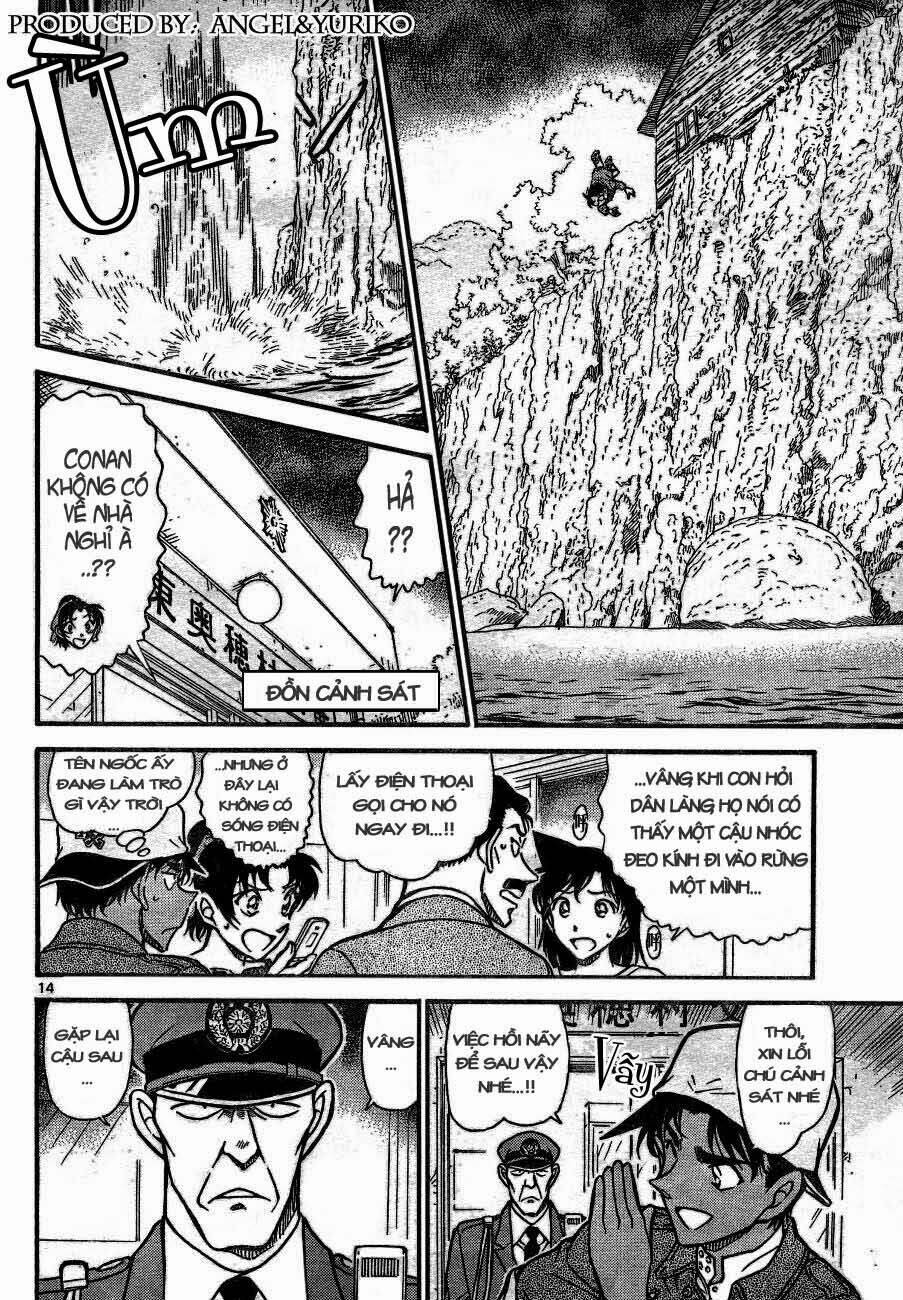 PRODUCED BY: ANGEL&YURIKO
Ùm
HẢ
??
CONAN
KHÔNG CÓ
VỀ NHÀ
NGHỈ À
..??
東奥穂村
ĐỒN CẢNH SÁT
...VÂNG KHI CON HỎI
DÂN LÀNG HỌ NÓI CÓ
THẤY MỘT CẬU NHÓC
ĐEO KÍNH ĐI VÀO RỪNG
MỘT MÌNH...
LẤY ĐIỆN THOẠI
GỌI CHO NÓ
NGAY ĐI...!!
...NHƯNG Ở
ĐÂY LẠI
KHÔNG CÓ
SÓNG ĐIỆN
THOẠI...
TÊN NGỐC ẤY
ĐANG LÀM TRÒ
GÌ VẬY TRỜI
...
14
THÔI,
XIN LỖI
CHÚ CẢNH
SÁT NHÉ
...
Vẫy
VIỆC HỒI NÃY
ĐỂ SAU VẬY
NHÉ...!!
VÂNG
...
GẶP LẠI
CẬU SAU
...